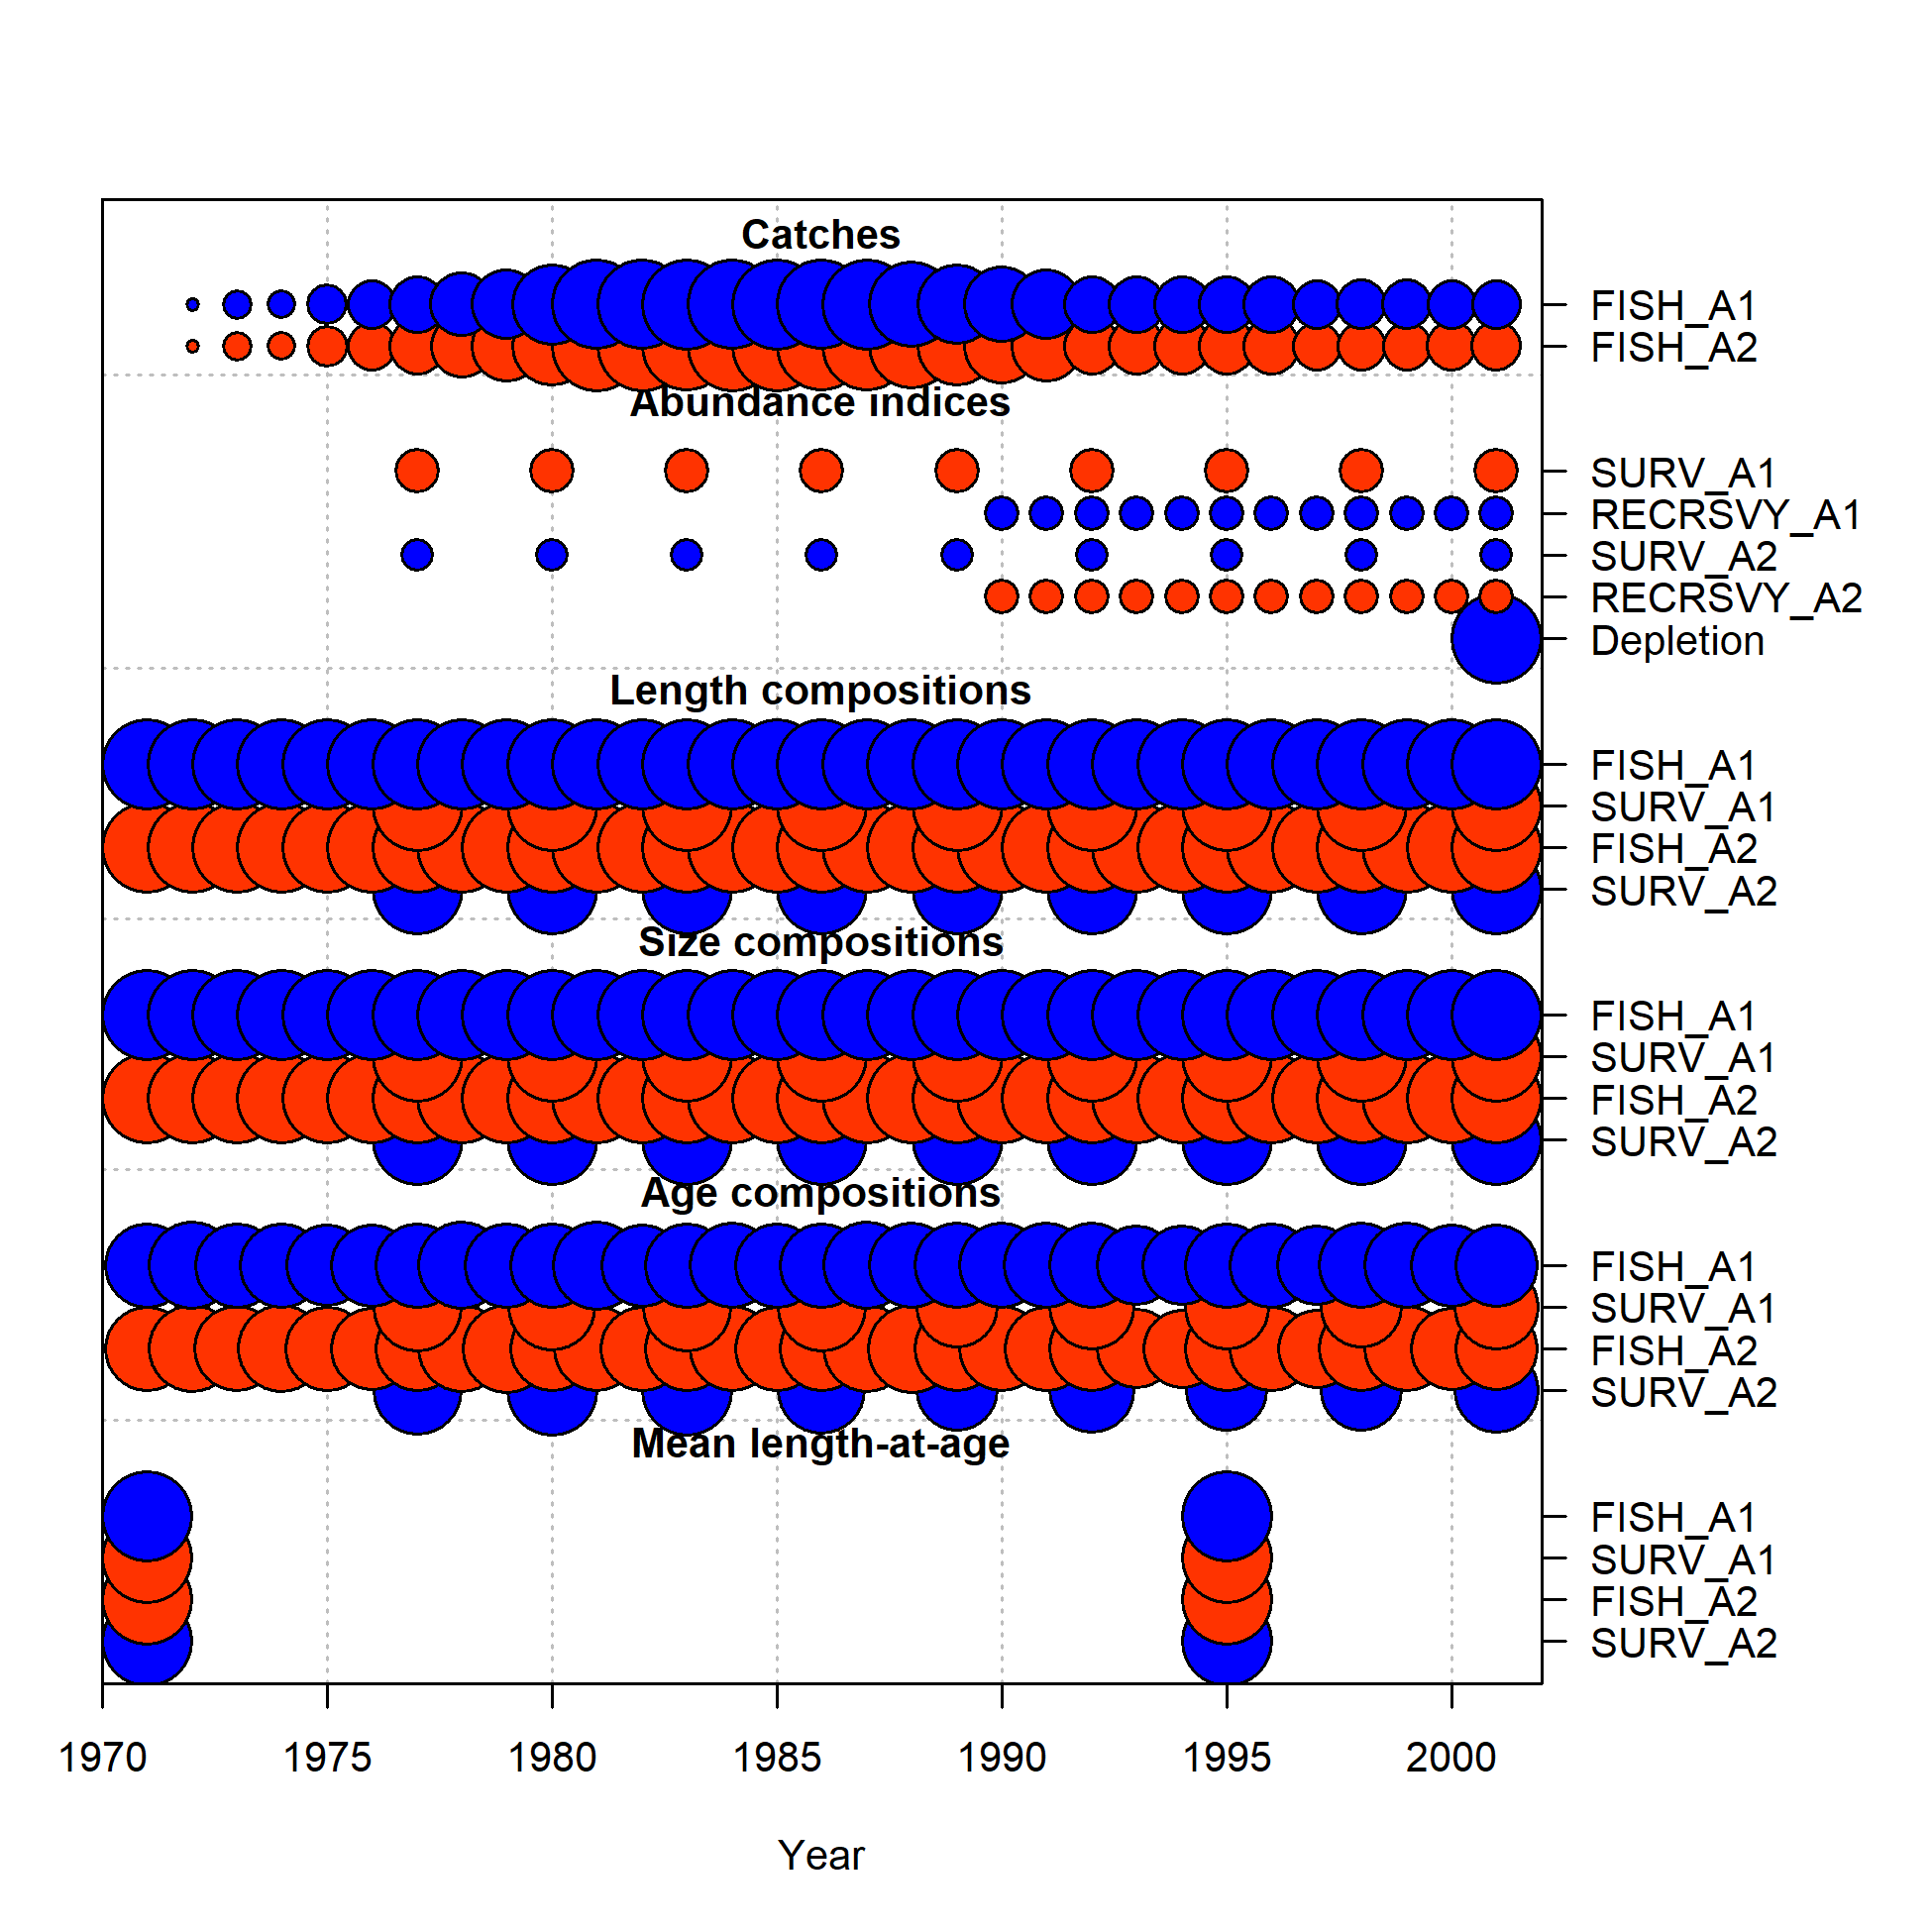 Catches
FISH_A1
FISH_A2
Abundance indices
SURV_A1
RECRSVY_A1
SURV_A2
RECRSVY_A2
Depletion
Length compositions
FISH_A1
SURV_A1
FISH_A2
SURV_A2
Size compositions
FISH_A1
SURV_A1
FISH_A2
SURV_A2
Age compositions
FISH_A1
SURV_A1
FISH_A2
SURV_A2
Mean length-at-age
FISH_A1
SURV_A1
FISH_A2
SURV_A2
1970 1975 1980 1985 1990 1995 2000
Year